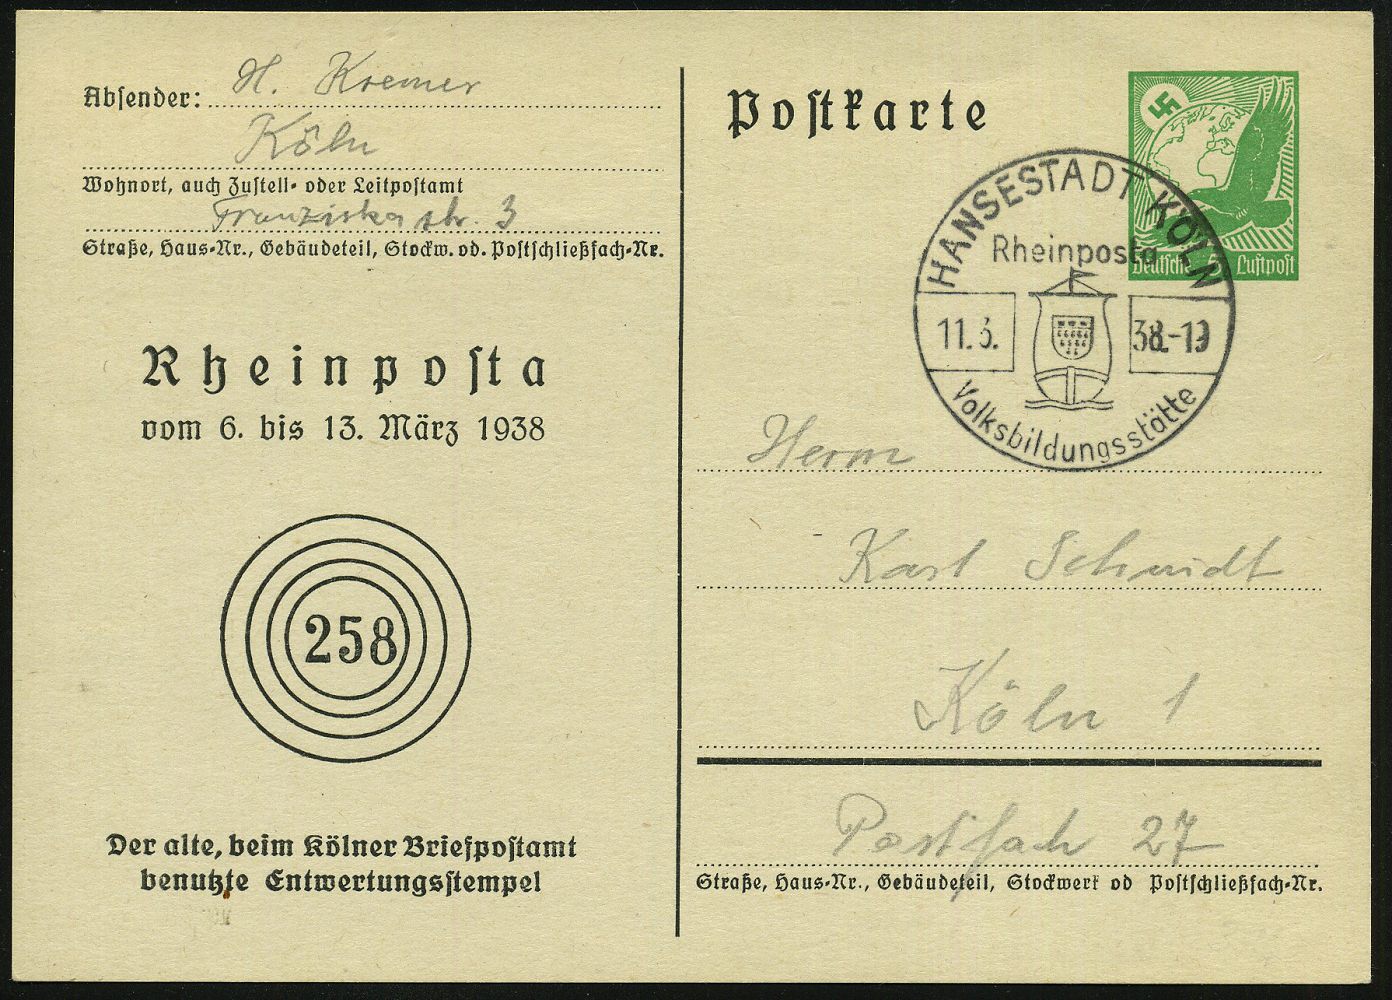 Absender: H. Kremer
Köln
Wohnort, auch Zustell- oder Leitpostamt
Franziskastr. 3
Straße, Haus-Nr., Gebäudeteil, Stockw. od. Postschließfach-Nr.
Rheinposta
vom 6. bis 13. März 1938
258
Der alte, beim Kölner Briefpostamt
benutzte Entwertungsstempel
Postkarte
Deutsche 5 Luftpost
HANSESTADT KÖLN
Rheinposta
11.3. 38.-19
Volksbildungsstätte
Herrn
Karl Schmidt
Köln 1
Postfach 27
Straße, Haus-Nr., Gebäudeteil, Stockwerk od Postschließfach-Nr.